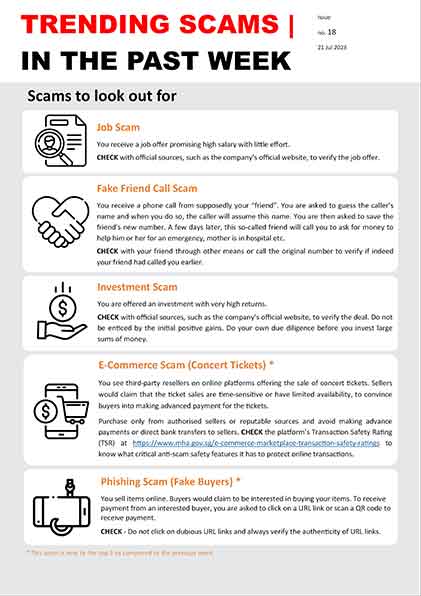 TRENDING SCAMS |
IN THE PAST WEEK
Issue
no. 18
21 Jul 2023
Scams to look out for
Job Scam
You receive a job offer promising high salary with little effort.
CHECK with official sources, such as the company's official website, to verify the job offer.
Fake Friend Call Scam
You receive a phone call from supposedly your "friend". You are asked to guess the caller's
name and when you do so, the caller will assume this name. You are then asked to save the
friend's new number. A few days later, this so-called friend will call you to ask for money to
help him or her for an emergency, mother is in hospital etc.
CHECK with your friend through other means or call the original number to verify if indeed
your friend had called you earlier.
Investment Scam
You are offered an investment with very high returns.
CHECK with official sources, such as the company's official website, to verify the deal. Do not
be enticed by the initial positive gains. Do your own due diligence before you invest large
sums of money.
E-Commerce Scam (Concert Tickets) *
You see third-party resellers on online platforms offering the sale of concert tickets. Sellers
would claim that the ticket sales are time-sensitive or have limited availability, to convince
buyers into making advanced payment for the tickets.
Purchase only from authorised sellers or reputable sources and avoid making advance
payments or direct bank transfers to sellers. CHECK the platform's Transaction Safety Rating
(TSR) at https://www.mha.gov.sg/e-commerce-marketplace-transaction-safety-ratings to
know what critical anti-scam safety features it has to protect online transactions.
Phishing Scam (Fake Buyers) *
You sell items online. Buyers would claim to be interested in buying your items. To receive
payment from an interested buyer, you are asked to click on a URL link or scan a QR code to
receive payment.
CHECK - Do not click on dubious URL links and always verify the authenticity of URL links.
* This scam is new to the top 5 as compared to the previous week